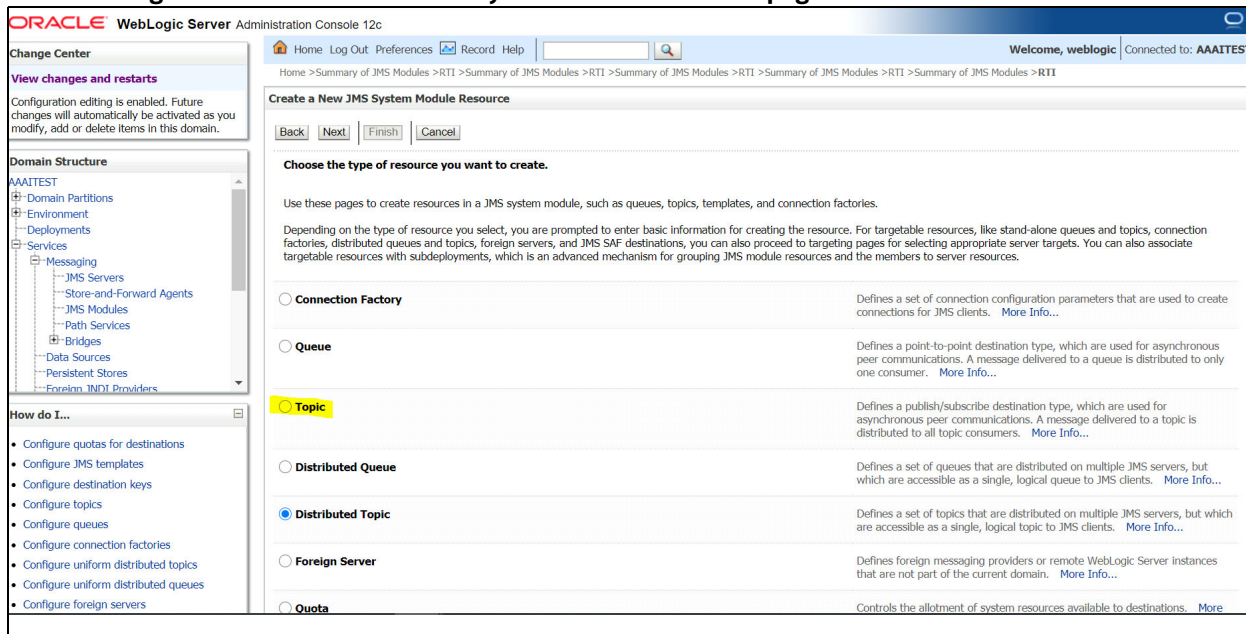 ORACLE WebLogic Server Administration Console 12c
Change Center
View changes and restarts
Configuration editing is enabled. Future
changes will automatically be activated as you
modify, add or delete items in this domain.
Domain Structure
AAAITEST
Domain Partitions
Environment
Deployments
Services
Messaging
JMS Servers
Store-and-Forward Agents
JMS Modules
Path Services
Bridges
Data Sources
Persistent Stores
Foreign JNDI Providers
How do I...
Configure quotas for destinations
Configure JMS templates
Configure destination keys
Configure topics
Configure queues
Configure connection factories
Configure uniform distributed topics
Configure uniform distributed queues
Configure foreign servers
Home Log Out Preferences Record Help
Welcome, weblogic Connected to: AAAITEST
Home >Summary of JMS Modules >RTI >Summary of JMS Modules >RTI >Summary of JMS Modules >RTI >Summary of JMS Modules >RTI >Summary of JMS Modules >RTI
Create a New JMS System Module Resource
Back Next Finish Cancel
Choose the type of resource you want to create.
Use these pages to create resources in a JMS system module, such as queues, topics, templates, and connection factories.
Depending on the type of resource you select, you are prompted to enter basic information for creating the resource. For targetable resources, like stand-alone queues and topics, connection
factories, distributed queues and topics, foreign servers, and JMS SAF destinations, you can also proceed to targeting pages for selecting appropriate server targets. You can also associate
targetable resources with subdeployments, which is an advanced mechanism for grouping JMS module resources and the members to server resources.
Connection Factory
Defines a set of connection configuration parameters that are used to create
connections for JMS clients. More Info...
Queue
Defines a point-to-point destination type, which are used for asynchronous
peer communications. A message delivered to a queue is distributed to only
one consumer. More Info...
Topic
Defines a publish/subscribe destination type, which are used for
asynchronous peer communications. A message delivered to a topic is
distributed to all topic consumers. More Info...
Distributed Queue
Defines a set of queues that are distributed on multiple JMS servers, but
which are accessible as a single, logical queue to JMS clients. More Info...
Distributed Topic
Defines a set of topics that are distributed on multiple JMS servers, but which
are accessible as a single, logical topic to JMS clients. More Info...
Foreign Server
Defines foreign messaging providers or remote WebLogic Server instances
that are not part of the current domain. More Info...
Quota
Controls the allotment of system resources available to destinations. More